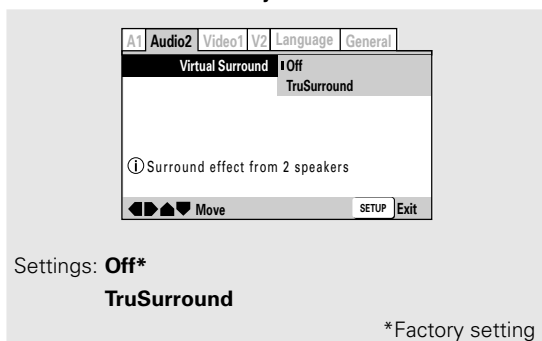 A1 Audio2 Video1 V2 Language General
Virtual Surround Off
TruSurround
i Surround effect from 2 speakers
Move SETUP Exit
Settings: Off*
TruSurround
*Factory setting